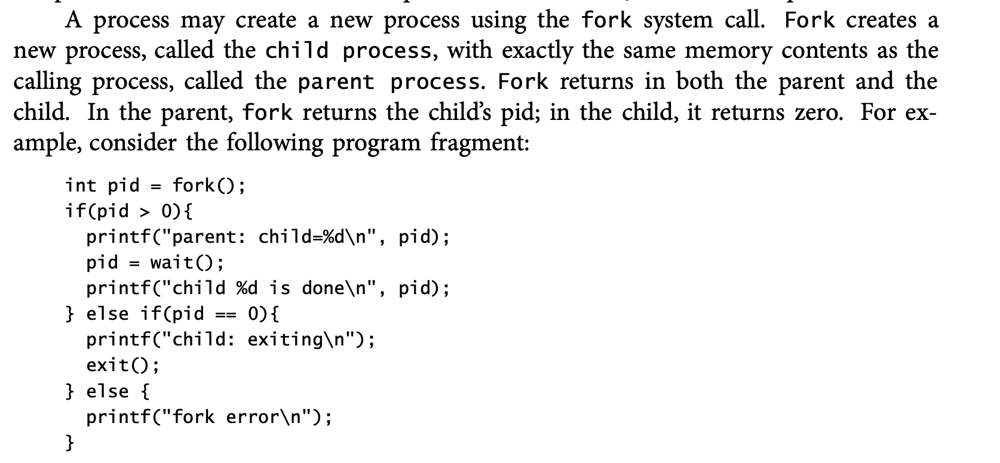 A process may create a new process using the fork system call. Fork creates a
new process, called the child process, with exactly the same memory contents as the
calling process, called the parent process. Fork returns in both the parent and the
child. In the parent, fork returns the child’s pid; in the child, it returns zero. For ex-
ample, consider the following program fragment:
int pid = fork();
if(pid > 0){
  printf("parent: child=%d\n", pid);
  pid = wait();
  printf("child %d is done\n", pid);
} else if(pid == 0){
  printf("child: exiting\n");
  exit();
} else {
  printf("fork error\n");
}